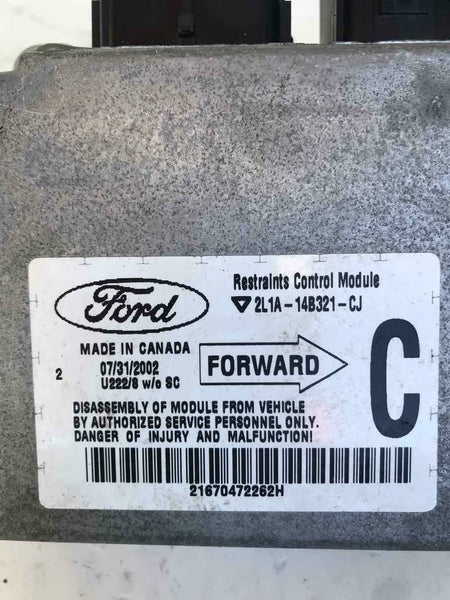 Ford
Restraints Control Module
2L1A-14B321-CJ
MADE IN CANADA
07/31/2002
2
U222/8 w/o SC
FORWARD
C
DISASSEMBLY OF MODULE FROM VEHICLE
BY AUTHORIZED SERVICE PERSONNEL ONLY.
DANGER OF INJURY AND MALFUNCTION!
21670472262H